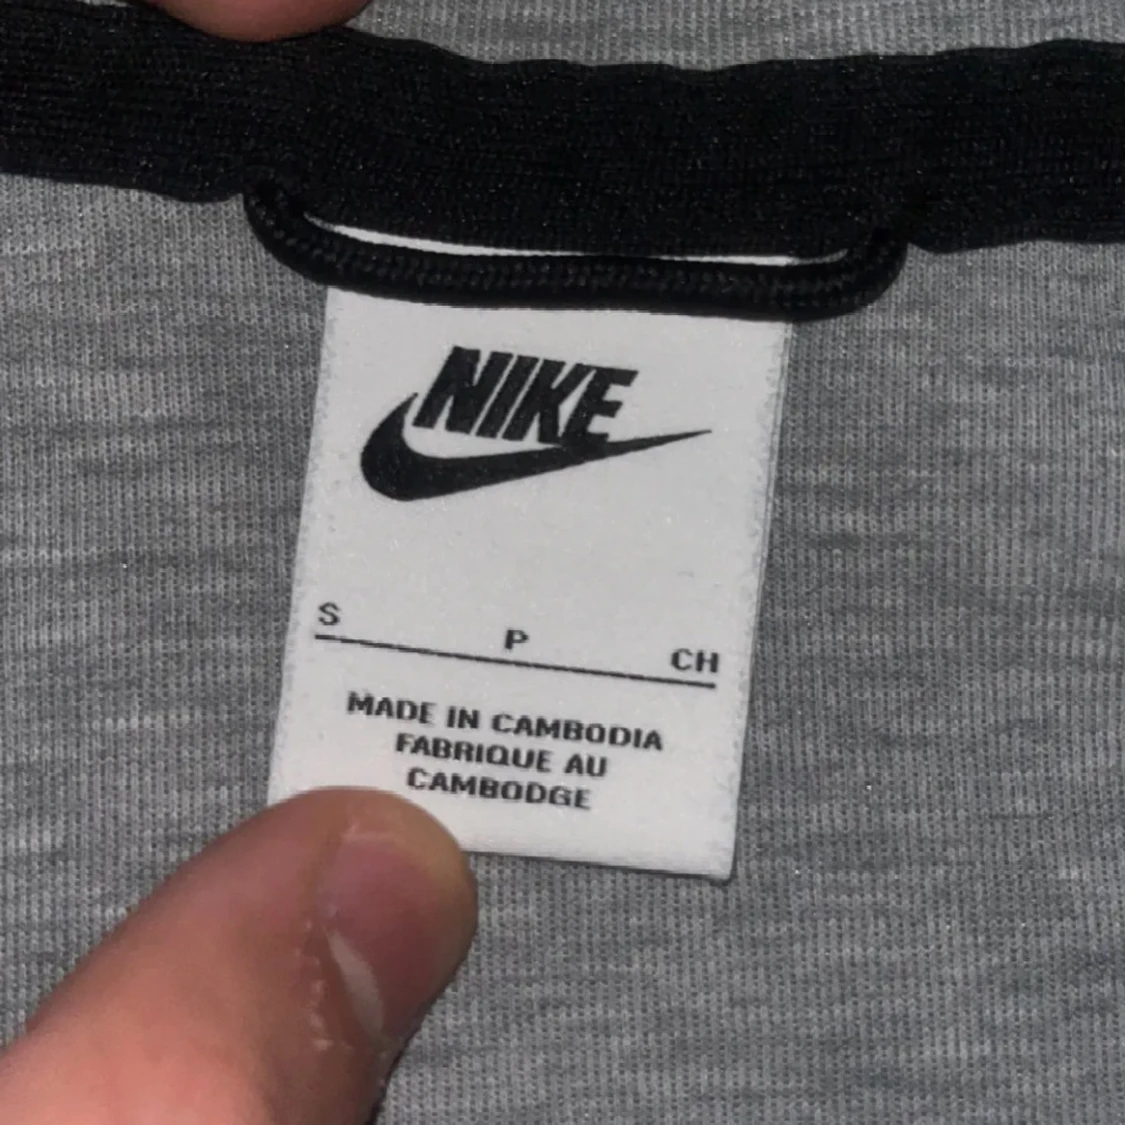 NIKE
S P CH
MADE IN CAMBODIA
FABRIQUE AU
CAMBODGE